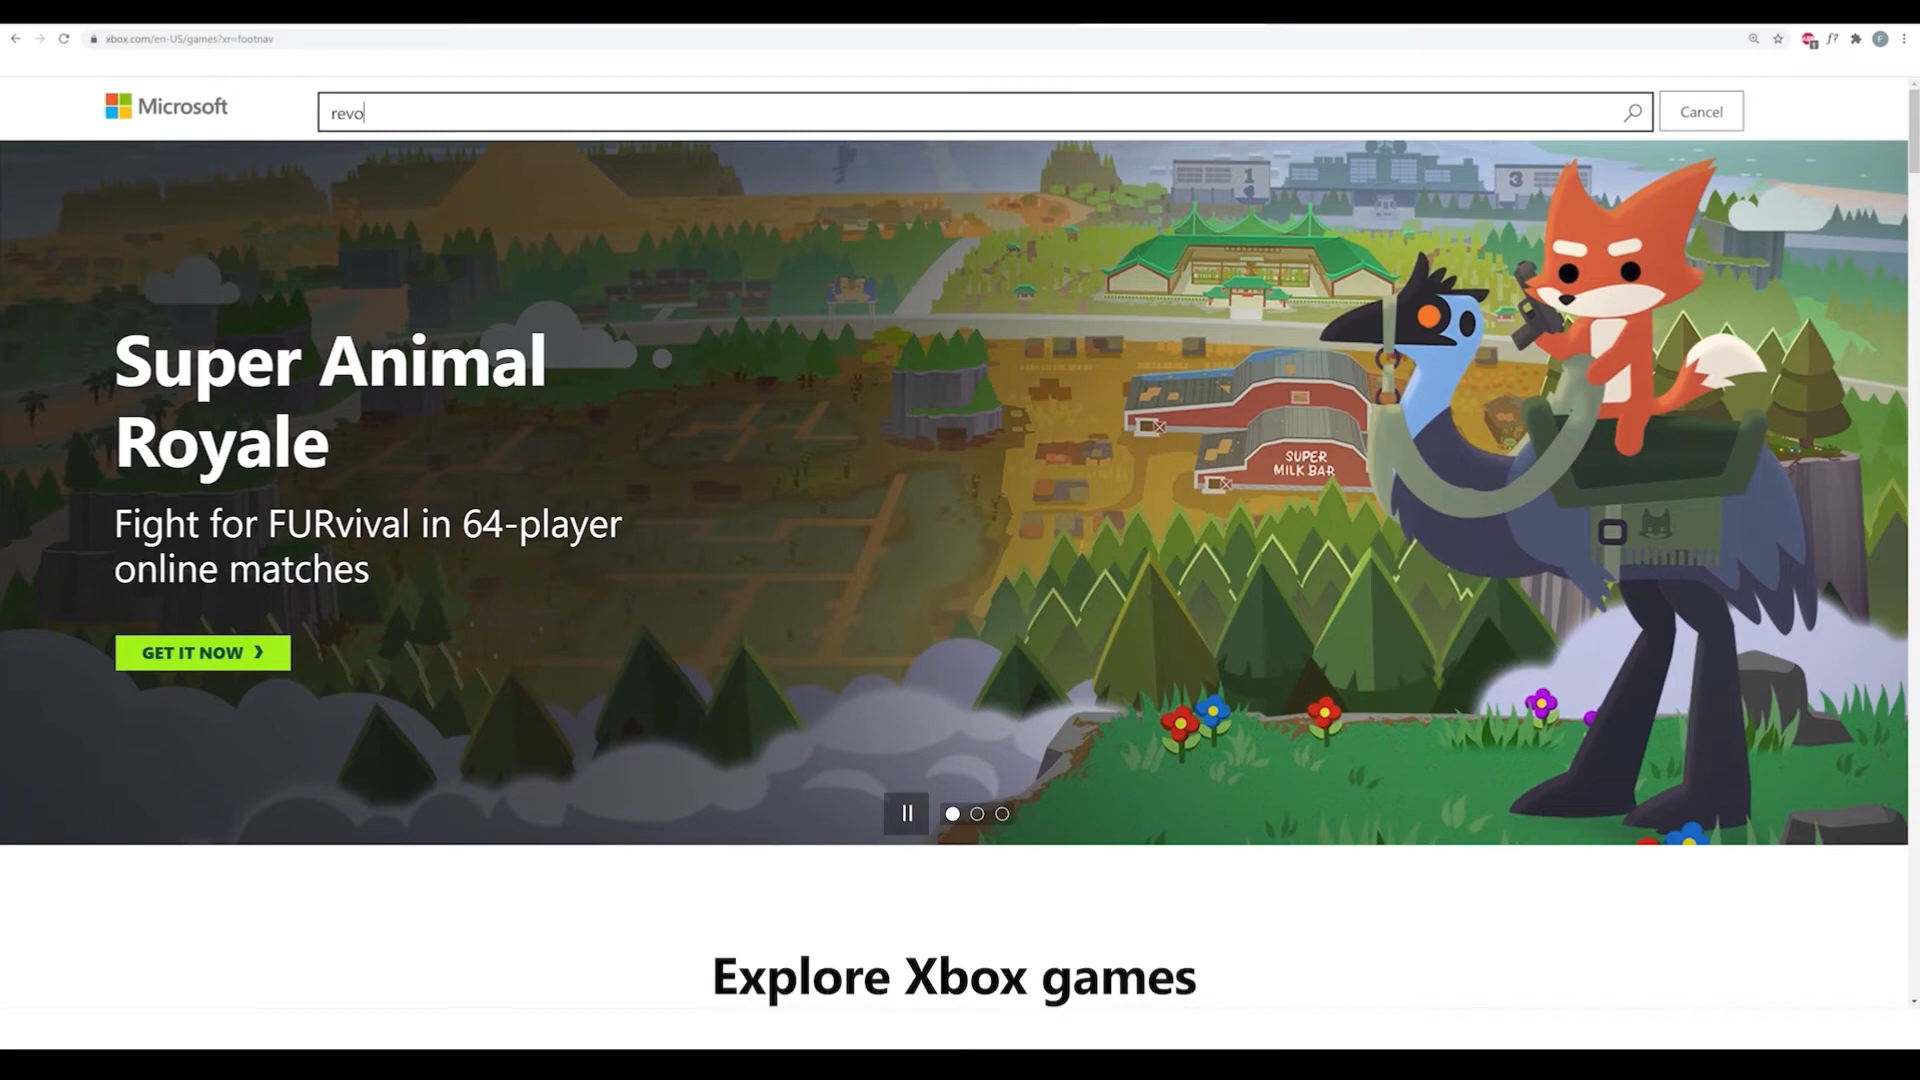 xbox.com/en-US/games?xr=footnav
Microsoft
revo
Cancel
1
3
Super Animal
Royale
SUPER
MILK BAR
Fight for FURvival in 64-player
online matches
GET IT NOW
Explore Xbox games